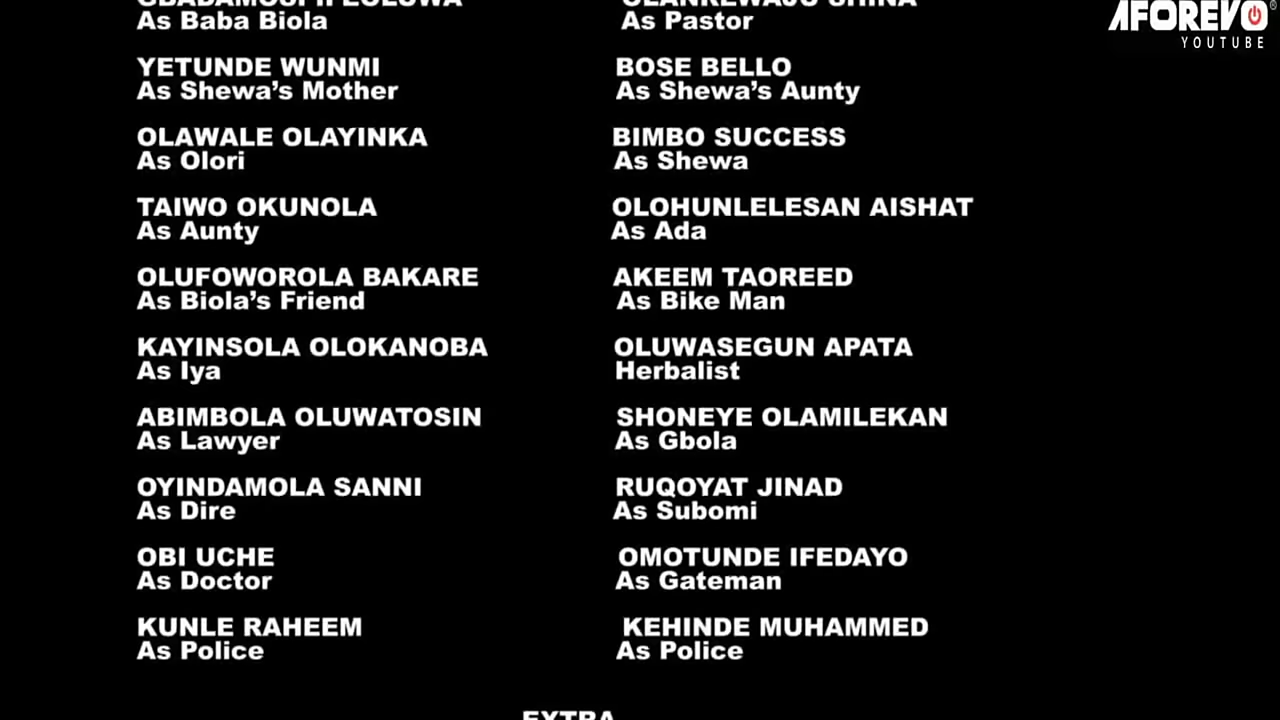 AFOREVO
YOUTUBE
As Baba Biola
As Pastor
YETUNDE WUNMI
As Shewa's Mother
BOSE BELLO
As Shewa's Aunty
OLAWALE OLAYINKA
As Olori
BIMBO SUCCESS
As Shewa
TAIWO OKUNOLA
As Aunty
OLOHUNLELESAN AISHAT
As Ada
OLUFOWOROLA BAKARE
As Biola's Friend
AKEEM TAOREED
As Bike Man
KAYINSOLA OLOKANOBA
As Iya
OLUWASEGUN APATA
Herbalist
ABIMBOLA OLUWATOSIN
As Lawyer
SHONEYE OLAMILEKAN
As Gbola
OYINDAMOLA SANNI
As Dire
RUQOYAT JINAD
As Subomi
OBI UCHE
As Doctor
OMOTUNDE IFEDAYO
As Gateman
KUNLE RAHEEM
As Police
KEHINDE MUHAMMED
As Police
EXTRA